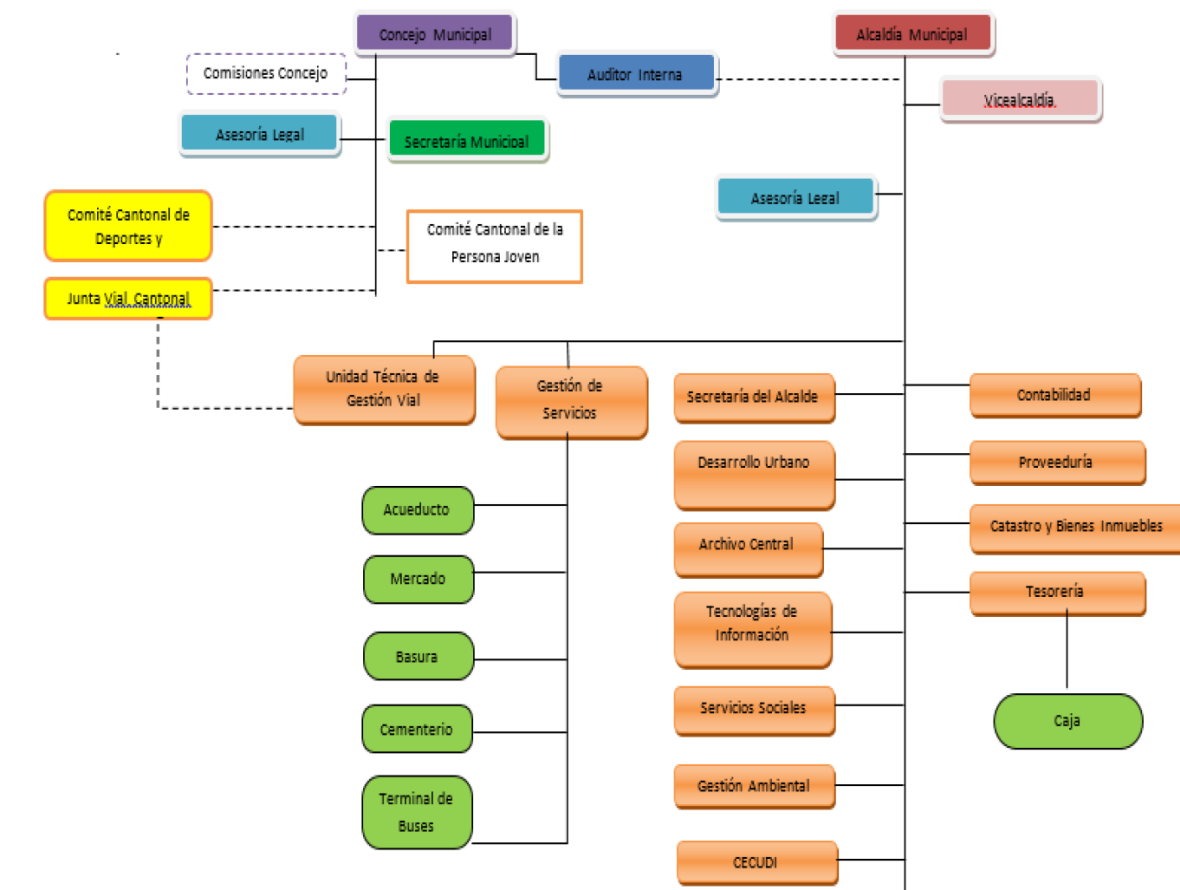 Concejo Municipal
Alcaldía Municipal
Comisiones Concejo
Auditor Interna
Vicealcaldía
Asesoría Legal
Secretaría Municipal
Asesoría Legal
Comité Cantonal de
Deportes y
Comité Cantonal de la
Persona Joven
Junta Vial Cantonal
Unidad Técnica de
Gestión Vial
Gestión de
Servicios
Secretaría del Alcalde
Contabilidad
Desarrollo Urbano
Proveeduría
Acueducto
Archivo Central
Catastro y Bienes Inmuebles
Mercado
Tecnologías de
Información
Tesorería
Basura
Servicios Sociales
Caja
Cementerio
Gestión Ambiental
Terminal de
Buses
CECUDI